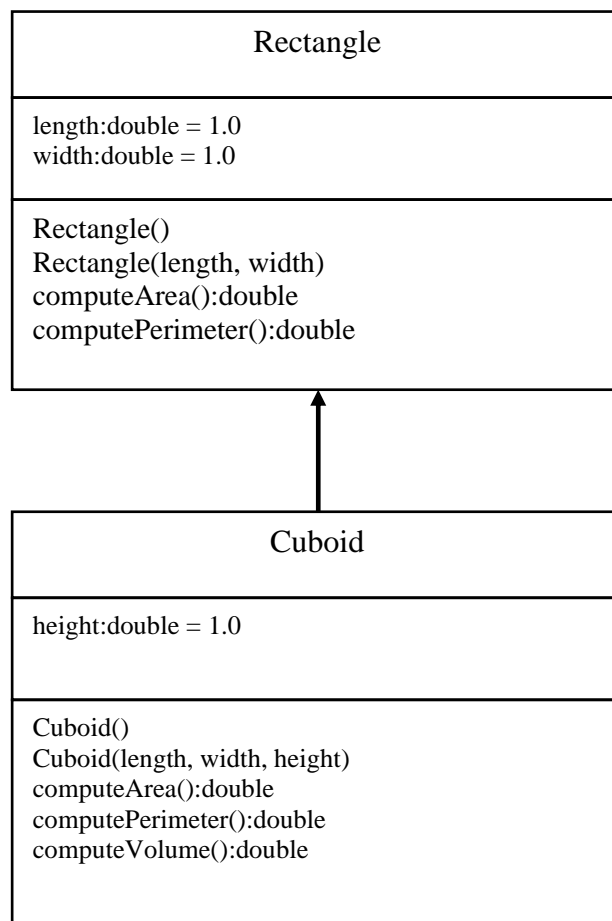 Rectangle
length:double = 1.0
width:double = 1.0
Rectangle()
Rectangle(length, width)
computeArea():double
computePerimeter():double
Cuboid
height:double = 1.0
Cuboid()
Cuboid(length, width, height)
computeArea():double
computePerimeter():double
computeVolume():double